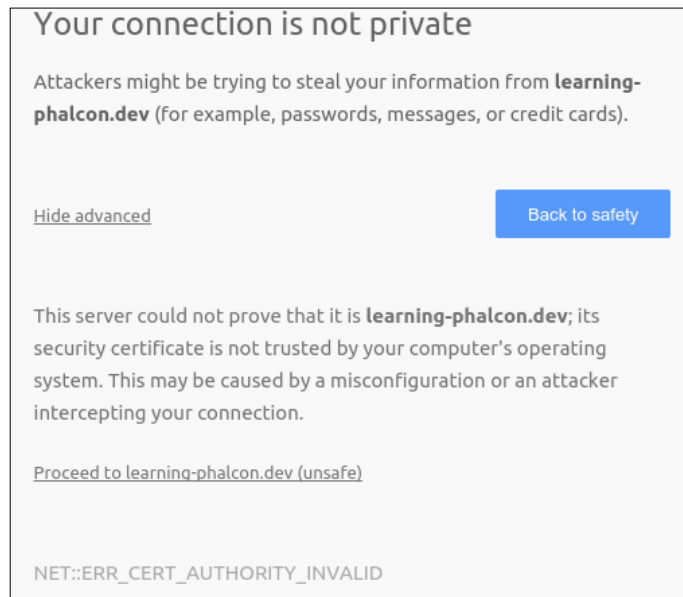 Your connection is not private
Attackers might be trying to steal your information from learning-
phalcon.dev (for example, passwords, messages, or credit cards).
Hide advanced
Back to safety
This server could not prove that it is learning-phalcon.dev; its
security certificate is not trusted by your computer's operating
system. This may be caused by a misconfiguration or an attacker
intercepting your connection.
Proceed to learning-phalcon.dev (unsafe)
NET::ERR_CERT_AUTHORITY_INVALID